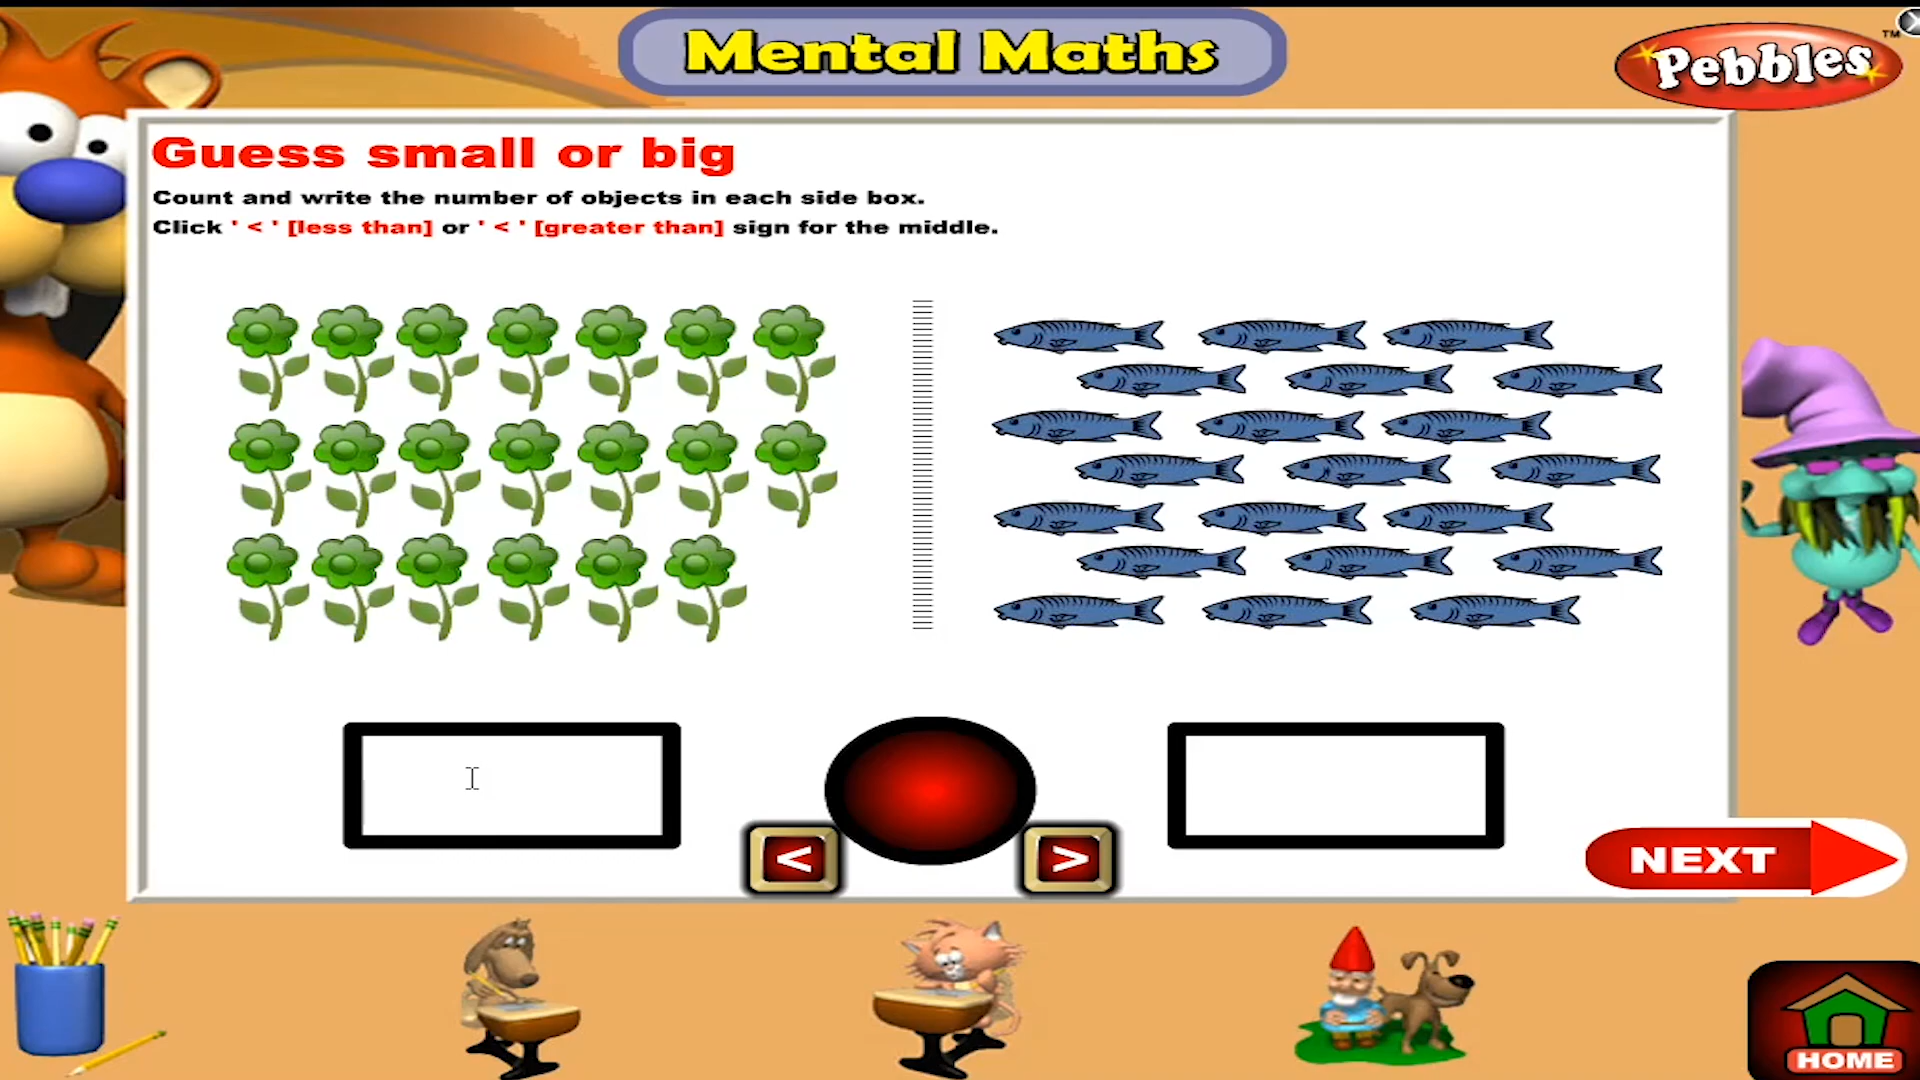 Mental Maths
Pebbles TM
Guess small or big
Count and write the number of objects in each side box.
Click ' < ' [less than] or ' < ' [greater than] sign for the middle.
<
>
NEXT
HOME